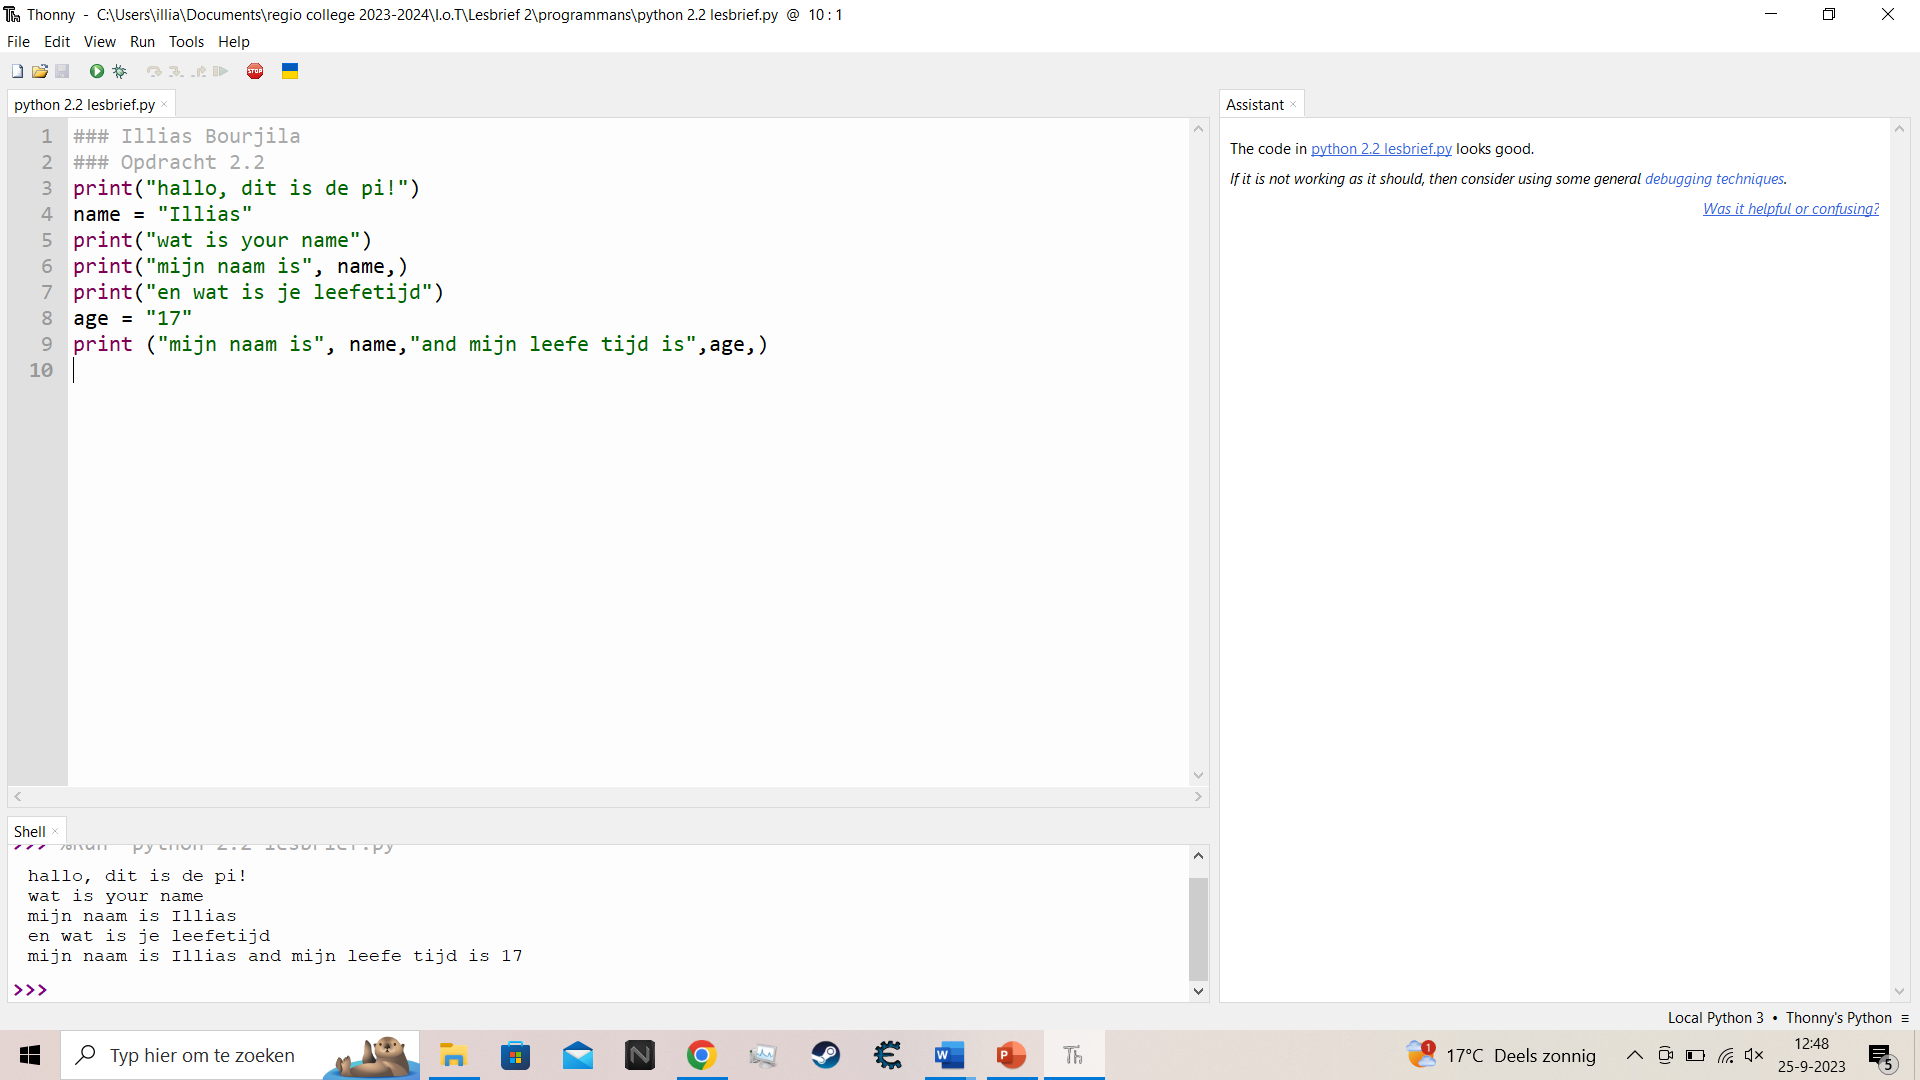 Thonny - C:\Users\illia\Documents\regio college 2023-2024\I.o.T\Lesbrief 2\programmans\python 2.2 lesbrief.py @ 10 : 1
File Edit View Run Tools Help
STOP
python 2.2 lesbrief.py ×
1 ### Illias Bourjila
2 ### Opdracht 2.2
3 print("hallo, dit is de pi!")
4 name = "Illias"
5 print("wat is your name")
6 print("mijn naam is", name,)
7 print("en wat is je leefetijd")
8 age = "17"
9 print ("mijn naam is", name,"and mijn leefe tijd is",age,)
10
Shell ×
>>> %Run 'python 2.2 lesbrief.py'
hallo, dit is de pi!
wat is your name
mijn naam is Illias
en wat is je leefetijd
mijn naam is Illias and mijn leefe tijd is 17
>>>
Assistant ×
The code in python 2.2 lesbrief.py looks good.
If it is not working as it should, then consider using some general debugging techniques.
Was it helpful or confusing?
Local Python 3 • Thonny's Python ≡
Typ hier om te zoeken
N
W
P
Th
1
17°C Deels zonnig
12:48
25-9-2023
5